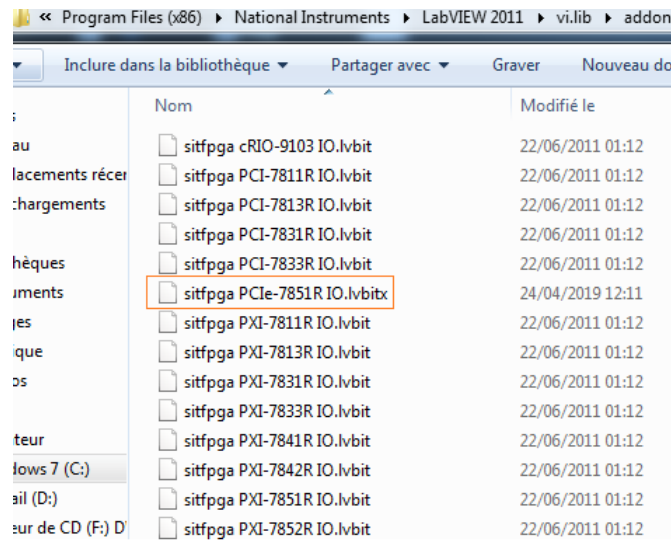 « Program Files (x86) ▸ National Instruments ▸ LabVIEW 2011 ▸ vi.lib ▸ addon
Inclure dans la bibliothèque ▼ Partager avec ▼ Graver Nouveau do
Nom Modifié le
sitfpga cRIO-9103 IO.lvbit 22/06/2011 01:12
au sitfpga PCI-7811R IO.lvbit 22/06/2011 01:12
lacements récer sitfpga PCI-7813R IO.lvbit 22/06/2011 01:12
chargements sitfpga PCI-7831R IO.lvbit 22/06/2011 01:12
hèques sitfpga PCI-7833R IO.lvbit 22/06/2011 01:12
uments sitfpga PCIe-7851R IO.lvbitx 24/04/2019 12:11
ges sitfpga PXI-7811R IO.lvbit 22/06/2011 01:12
ique sitfpga PXI-7813R IO.lvbit 22/06/2011 01:12
os sitfpga PXI-7831R IO.lvbit 22/06/2011 01:12
sitfpga PXI-7833R IO.lvbit 22/06/2011 01:12
teur sitfpga PXI-7841R IO.lvbit 22/06/2011 01:12
dows 7 (C:) sitfpga PXI-7842R IO.lvbit 22/06/2011 01:12
ail (D:) sitfpga PXI-7851R IO.lvbit 22/06/2011 01:12
eur de CD (F:) D sitfpga PXI-7852R IO.lvbit 22/06/2011 01:12